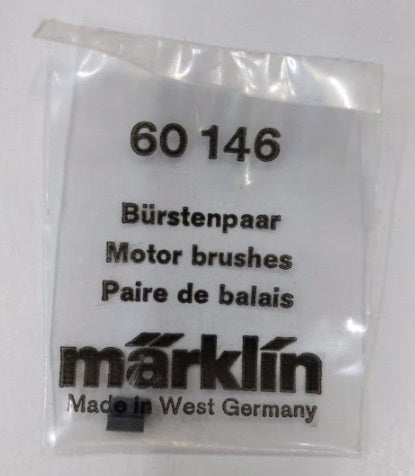 60 146
Bürstenpaar
Motor brushes
Paire de balais
märklin
Made in West Germany